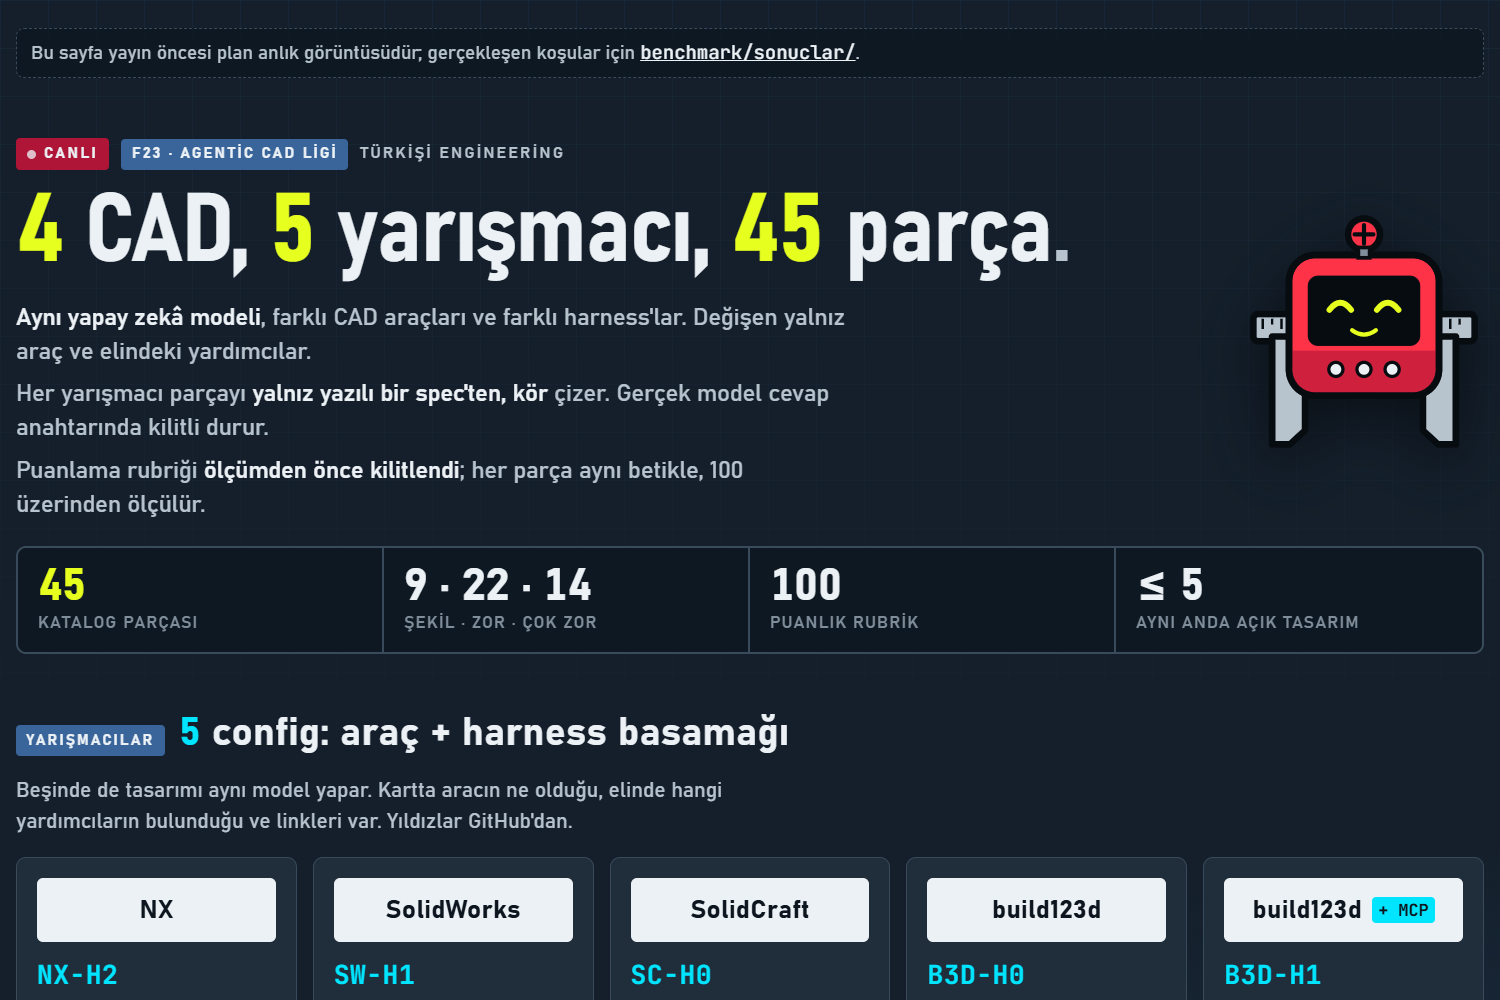 Bu sayfa yayın öncesi plan anlık görüntüsüdür; gerçekleşen koşular için benchmark/sonuclar/.
CANLI
F23 · AGENTİC CAD LİGİ
TÜRKİŞİ ENGİNEERİNG
4 CAD, 5 yarışmacı, 45 parça.
Aynı yapay zekâ modeli, farklı CAD araçları ve farklı harness'lar. Değişen yalnız
araç ve elindeki yardımcılar.
Her yarışmacı parçayı yalnız yazılı bir spec'ten, kör çizer. Gerçek model cevap
anahtarında kilitli durur.
Puanlama rubriği ölçümden önce kilitlendi; her parça aynı betikle, 100
üzerinden ölçülür.
45
KATALOG PARÇASI
9 · 22 · 14
ŞEKİL · ZOR · ÇOK ZOR
100
PUANLIK RUBRİK
≤ 5
AYNI ANDA AÇIK TASARIM
YARIŞMACILAR
5 config: araç + harness basamağı
Beşinde de tasarımı aynı model yapar. Kartta aracın ne olduğu, elinde hangi
yardımcıların bulunduğu ve linkleri var. Yıldızlar GitHub'dan.
NX
NX-H2
SolidWorks
SW-H1
SolidCraft
SC-H0
build123d
B3D-H0
build123d + MCP
B3D-H1